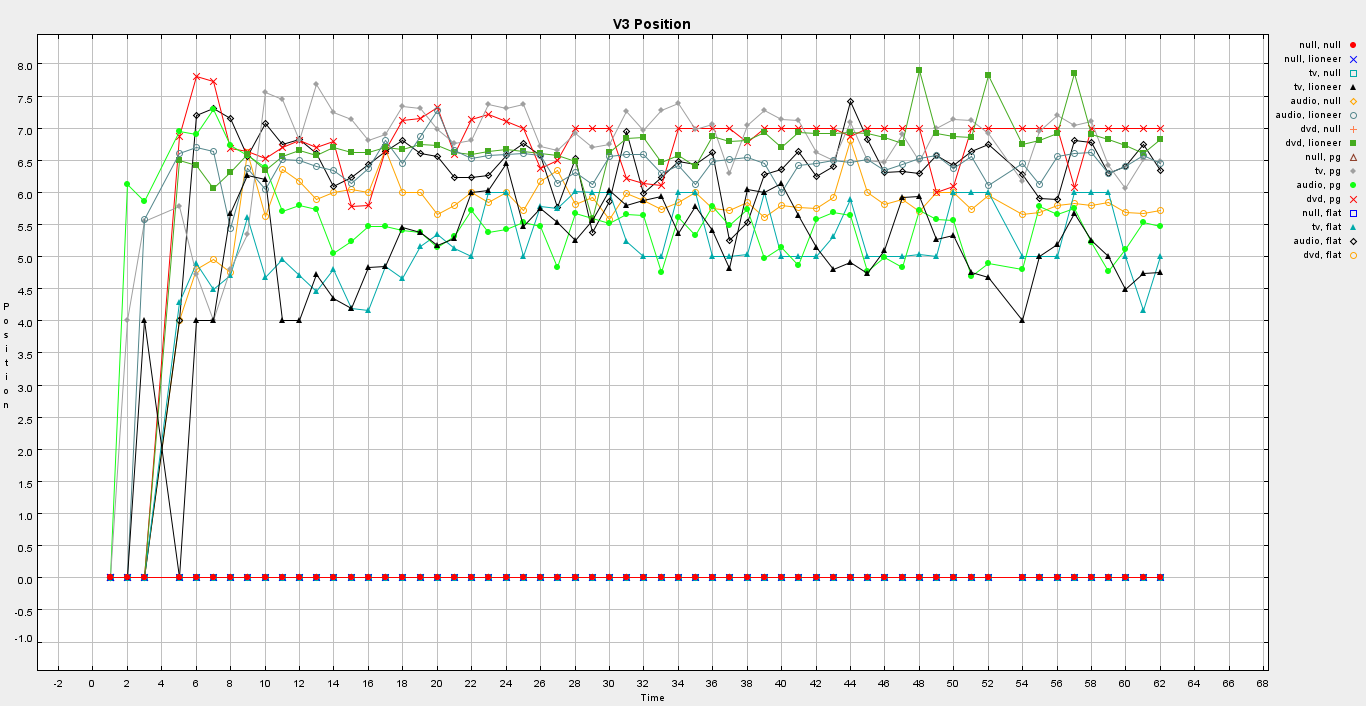 V3 Position
null, null
null, lioneer
tv, null
tv, lioneer
audio, null
audio, lioneer
dvd, null
dvd, lioneer
null, pg
tv, pg
audio, pg
dvd, pg
null, flat
tv, flat
audio, flat
dvd, flat
8.0
7.5
7.0
6.5
6.0
5.5
5.0
4.5
4.0
3.5
3.0
2.5
2.0
1.5
1.0
0.5
0.0
-0.5
-1.0
Position
-2 0 2 4 6 8 10 12 14 16 18 20 22 24 26 28 30 32 34 36 38 40 42 44 46 48 50 52 54 56 58 60 62 64 66 68
Time